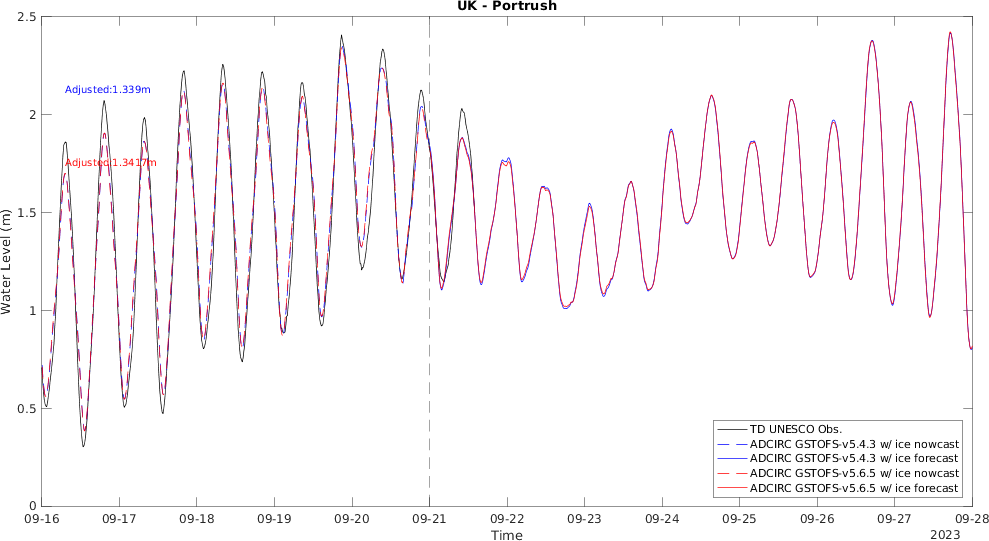 UK - Portrush
2.5
2
1.5
1
0.5
0
Water Level (m)
Adjusted:1.339m
Adjusted:1.3417m
TD UNESCO Obs.
ADCIRC GSTOFS-v5.4.3 w/ ice nowcast
ADCIRC GSTOFS-v5.4.3 w/ ice forecast
ADCIRC GSTOFS-v5.6.5 w/ ice nowcast
ADCIRC GSTOFS-v5.6.5 w/ ice forecast
09-16 09-17 09-18 09-19 09-20 09-21 09-22 09-23 09-24 09-25 09-26 09-27 09-28
Time
2023